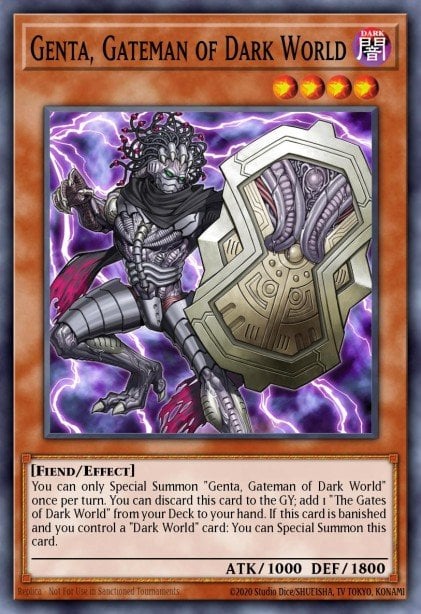 Genta, Gateman of Dark World
DARK
闇
[Fiend/Effect]
You can only Special Summon "Genta, Gateman of Dark World"
once per turn. You can discard this card to the GY; add 1 "The Gates
of Dark World" from your Deck to your hand. If this card is banished
and you control a "Dark World" card: You can Special Summon this
card.
ATK/1000 DEF/1800
Replica - Not For Use in Sanctioned Tournaments
©2020 Studio Dice/SHUEISHA, TV TOKYO, KONAMI